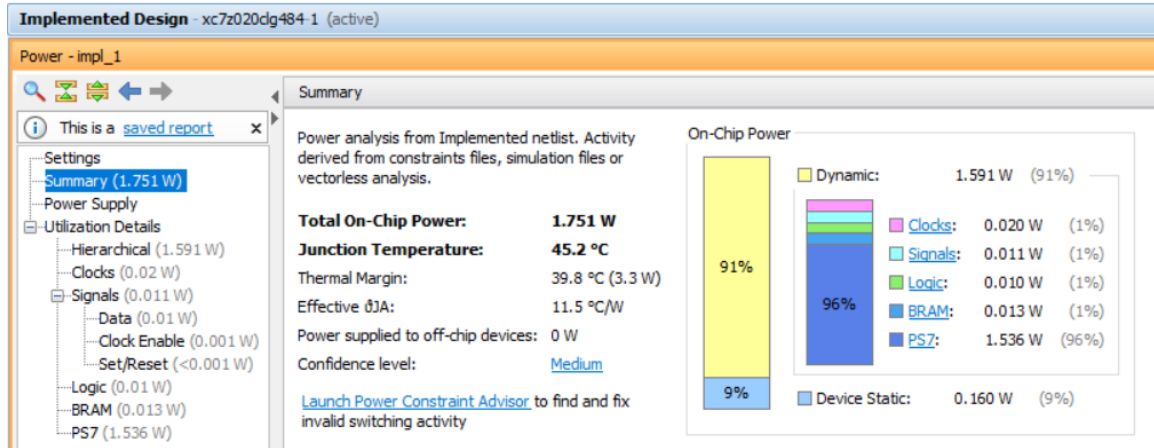 Implemented Design - xc7z020clg484-1 (active)
Power - impl_1
This is a saved report
Settings
Summary (1.751 W)
Power Supply
Utilization Details
Hierarchical (1.591 W)
Clocks (0.02 W)
Signals (0.011 W)
Data (0.01 W)
Clock Enable (0.001 W)
Set/Reset (<0.001 W)
Logic (0.01 W)
BRAM (0.013 W)
PS7 (1.536 W)
Summary
Power analysis from Implemented netlist. Activity
derived from constraints files, simulation files or
vectorless analysis.
Total On-Chip Power: 1.751 W
Junction Temperature: 45.2 °C
Thermal Margin: 39.8 °C (3.3 W)
Effective ϑJA: 11.5 °C/W
Power supplied to off-chip devices: 0 W
Confidence level: Medium
Launch Power Constraint Advisor to find and fix
invalid switching activity
On-Chip Power
91%
9%
Dynamic: 1.591 W (91%)
96%
Clocks: 0.020 W (1%)
Signals: 0.011 W (1%)
Logic: 0.010 W (1%)
BRAM: 0.013 W (1%)
PS7: 1.536 W (96%)
Device Static: 0.160 W (9%)